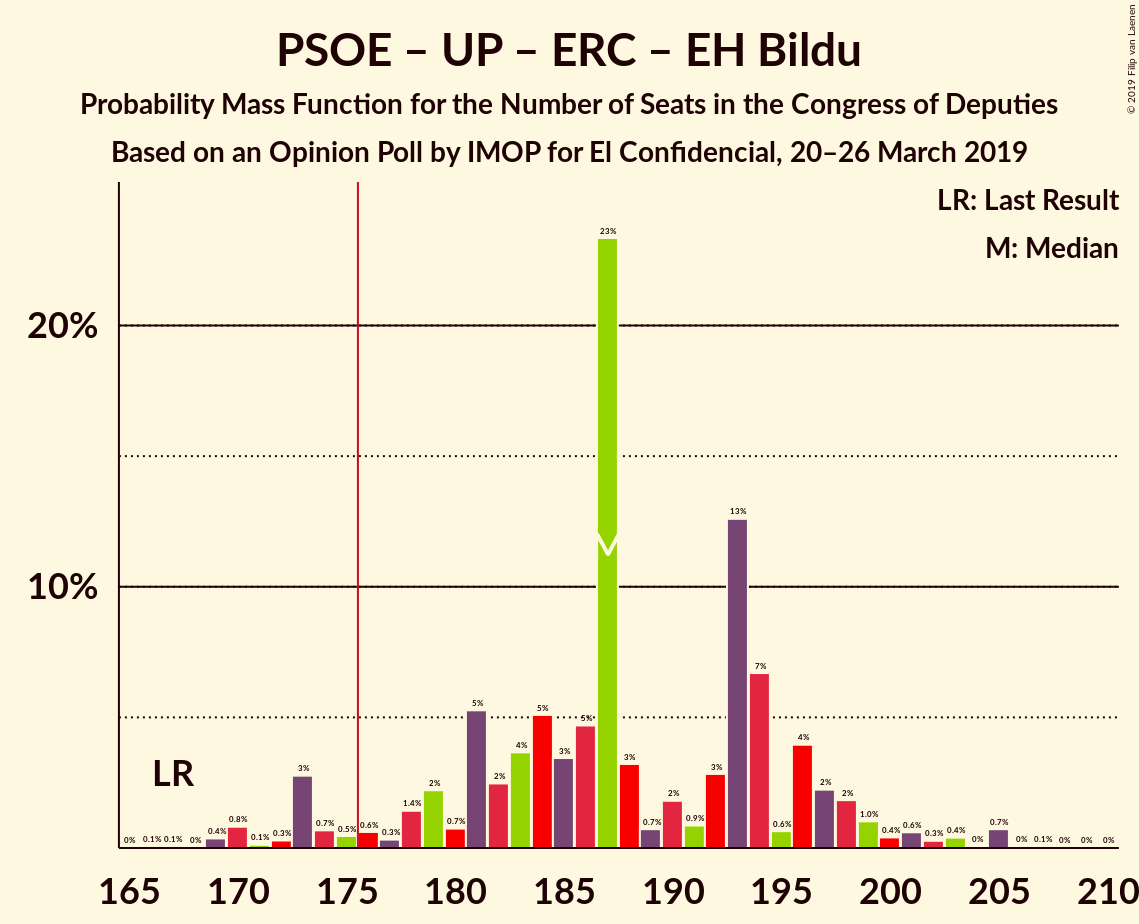 PSOE – UP – ERC – EH Bildu
Probability Mass Function for the Number of Seats in the Congress of Deputies
Based on an Opinion Poll by IMOP for El Confidencial, 20–26 March 2019
© 2019 Filip van Laenen
LR: Last Result
M: Median
20%
10%
LR
M
0% 0.1% 0.1% 0% 0.4% 0.8% 0.1% 0.3% 3% 0.7% 0.5% 0.6% 0.3% 1.4% 2% 0.7% 5% 2% 4% 5% 3% 5% 23% 3% 0.7% 2% 0.9% 3% 13% 7% 0.6% 4% 2% 2% 1.0% 0.4% 0.6% 0.3% 0.4% 0% 0.7% 0% 0.1% 0% 0% 0%
165 170 175 180 185 190 195 200 205 210